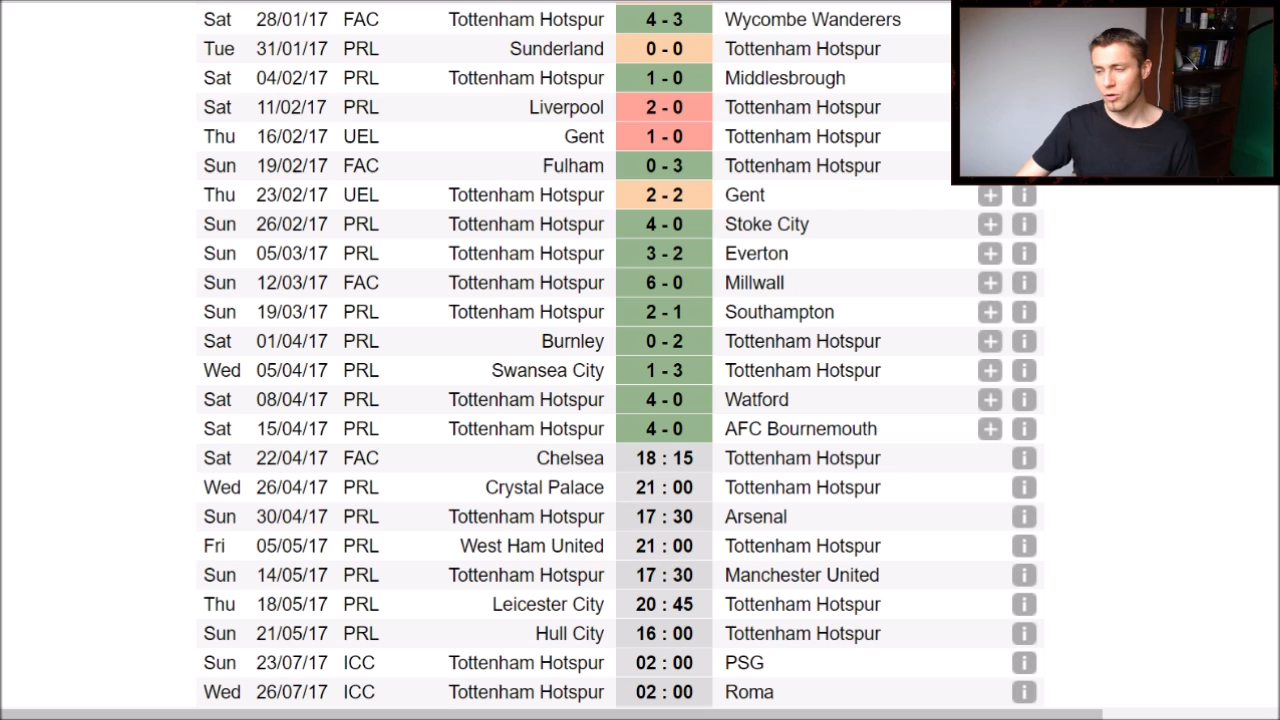 Sat 28/01/17 FAC Tottenham Hotspur 4 - 3 Wycombe Wanderers
Tue 31/01/17 PRL Sunderland 0 - 0 Tottenham Hotspur
Sat 04/02/17 PRL Tottenham Hotspur 1 - 0 Middlesbrough
Sat 11/02/17 PRL Liverpool 2 - 0 Tottenham Hotspur
Thu 16/02/17 UEL Gent 1 - 0 Tottenham Hotspur
Sun 19/02/17 FAC Fulham 0 - 3 Tottenham Hotspur
Thu 23/02/17 UEL Tottenham Hotspur 2 - 2 Gent + i
Sun 26/02/17 PRL Tottenham Hotspur 4 - 0 Stoke City + i
Sun 05/03/17 PRL Tottenham Hotspur 3 - 2 Everton + i
Sun 12/03/17 FAC Tottenham Hotspur 6 - 0 Millwall + i
Sun 19/03/17 PRL Tottenham Hotspur 2 - 1 Southampton + i
Sat 01/04/17 PRL Burnley 0 - 2 Tottenham Hotspur + i
Wed 05/04/17 PRL Swansea City 1 - 3 Tottenham Hotspur + i
Sat 08/04/17 PRL Tottenham Hotspur 4 - 0 Watford + i
Sat 15/04/17 PRL Tottenham Hotspur 4 - 0 AFC Bournemouth + i
Sat 22/04/17 FAC Chelsea 18 : 15 Tottenham Hotspur i
Wed 26/04/17 PRL Crystal Palace 21 : 00 Tottenham Hotspur i
Sun 30/04/17 PRL Tottenham Hotspur 17 : 30 Arsenal i
Fri 05/05/17 PRL West Ham United 21 : 00 Tottenham Hotspur i
Sun 14/05/17 PRL Tottenham Hotspur 17 : 30 Manchester United i
Thu 18/05/17 PRL Leicester City 20 : 45 Tottenham Hotspur i
Sun 21/05/17 PRL Hull City 16 : 00 Tottenham Hotspur i
Sun 23/07/17 ICC Tottenham Hotspur 02 : 00 PSG i
Wed 26/07/17 ICC Tottenham Hotspur 02 : 00 Roma i